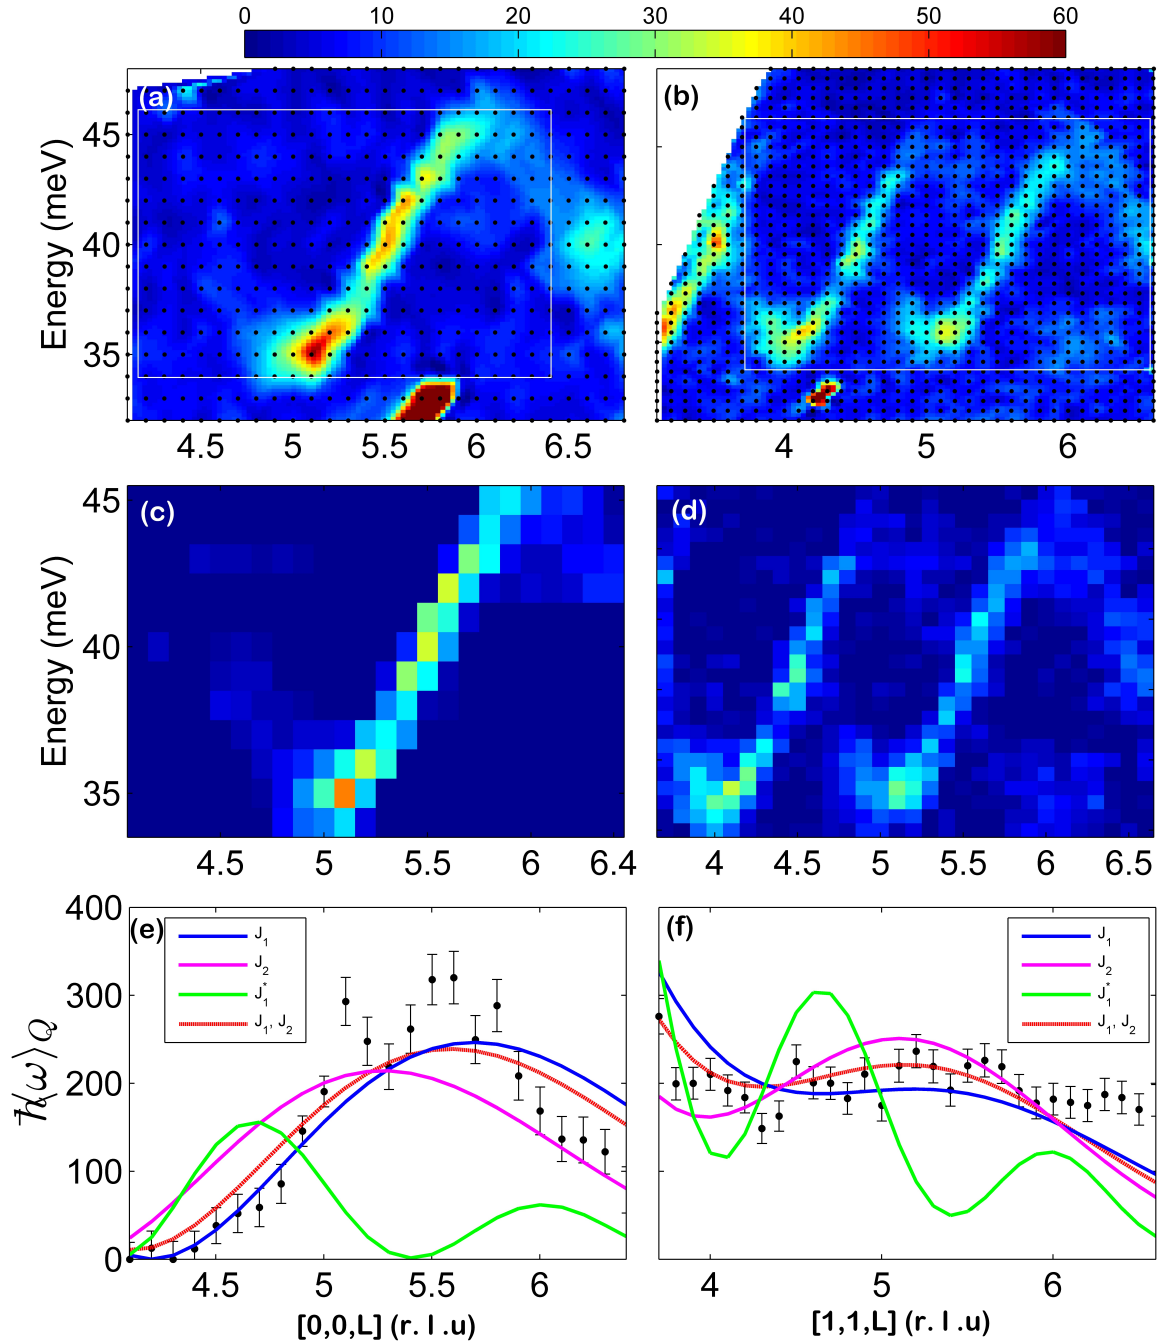 0 10 20 30 40 50 60
(a) (b)
Energy (meV)
45
40
35
4.5 5 5.5 6 6.5
4 5 6
(c) (d)
Energy (meV)
45
40
35
4.5 5 5.5 6 6.4
4 4.5 5 5.5 6 6.5
(e) (f)
ħ⟨ω⟩Q
400
300
200
100
0
J1
J2
J1*
J1, J2
J1
J2
J1*
J1, J2
4.5 5 5.5 6
4 5 6
[0,0,L] (r. l .u) [1,1,L] (r. l .u)